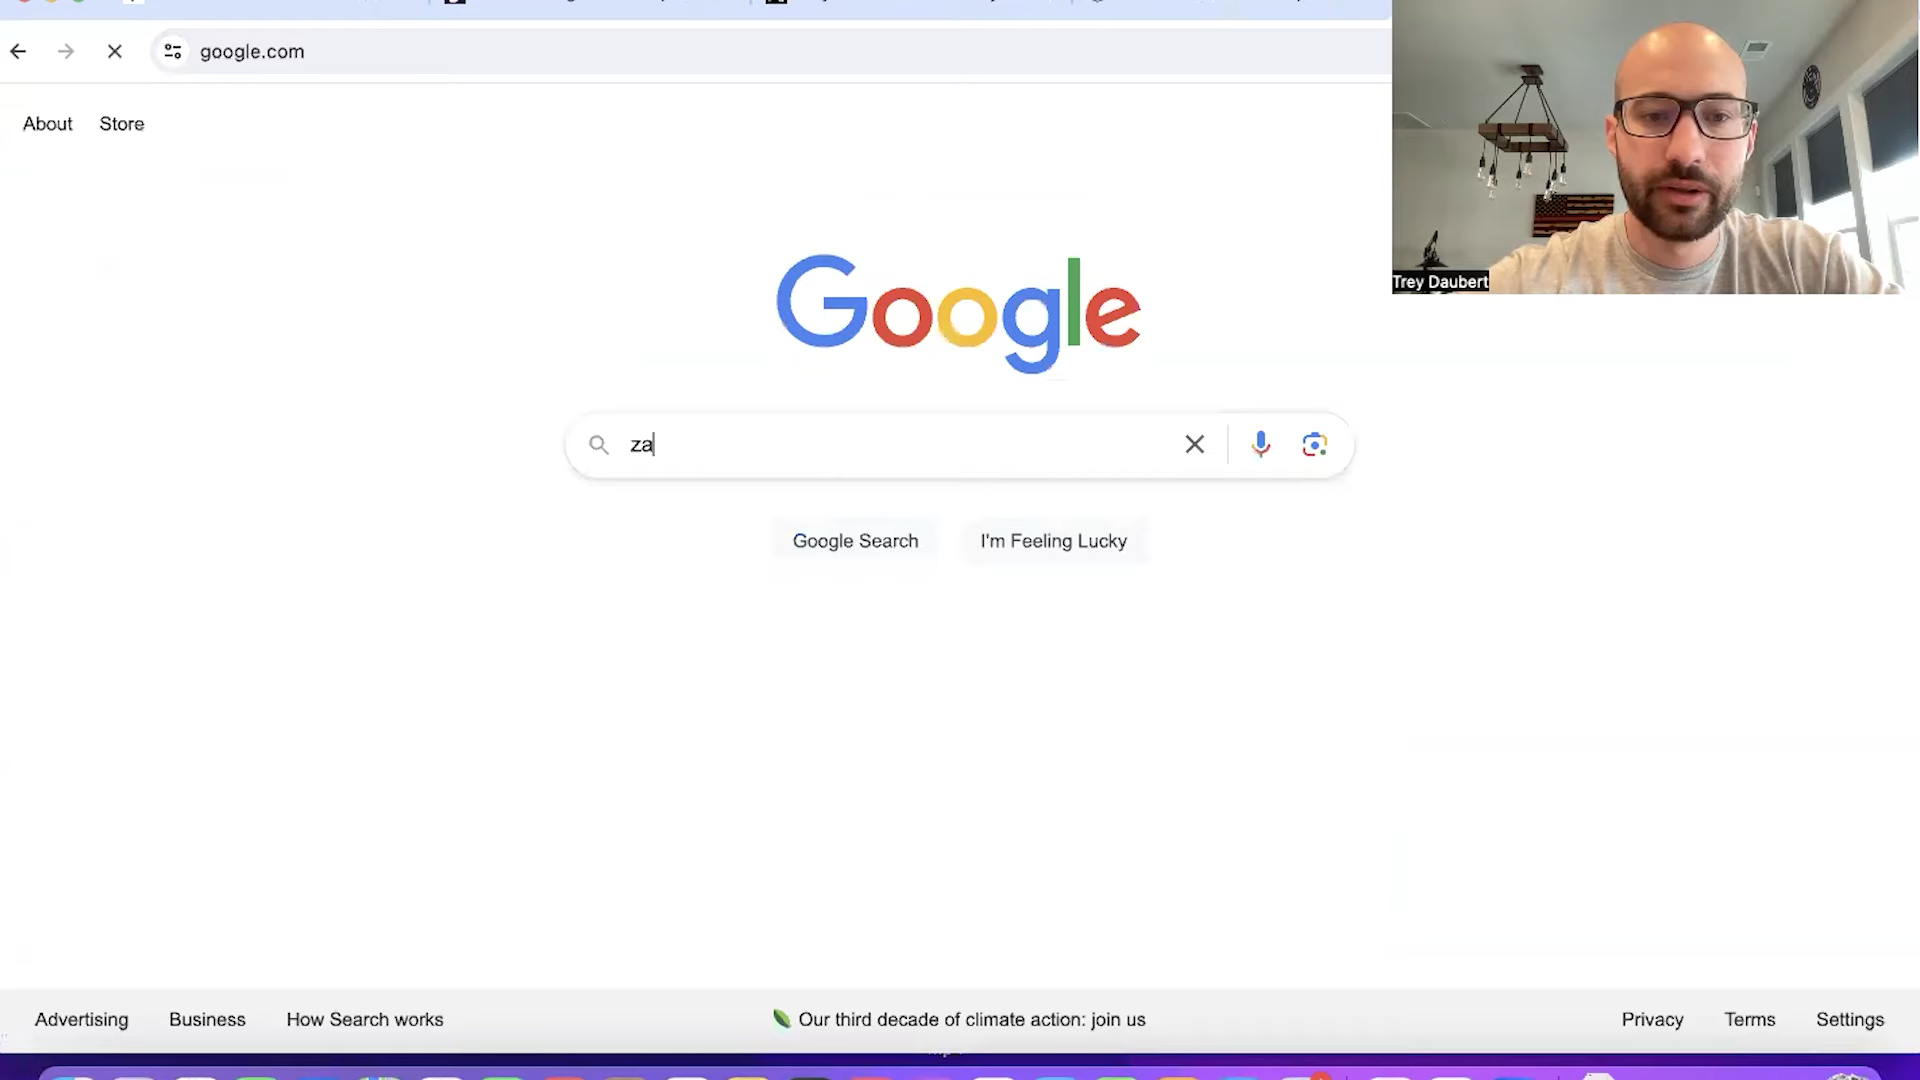 google.com
About Store
Trey Daubert
Google
za
Google Search I'm Feeling Lucky
Advertising Business How Search works Our third decade of climate action: join us Privacy Terms Settings